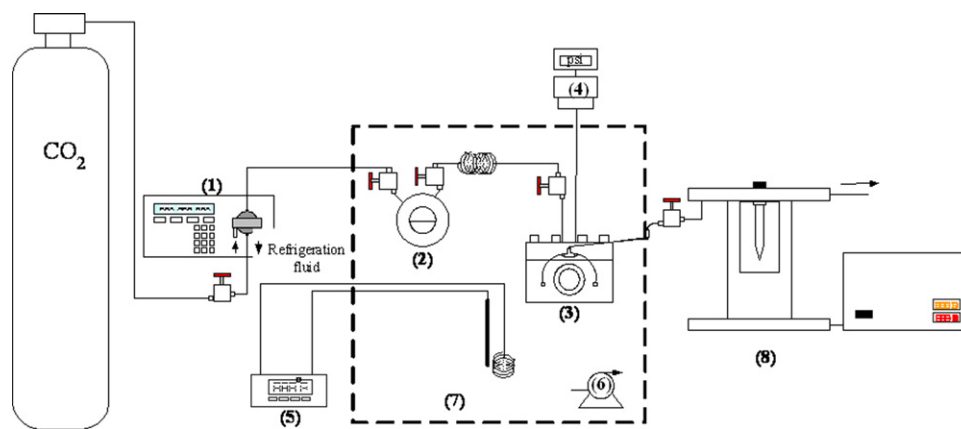 CO2
(1)
Refrigeration
fluid
(2)
psi
(4)
(3)
(5)
(6)
(7)
(8)